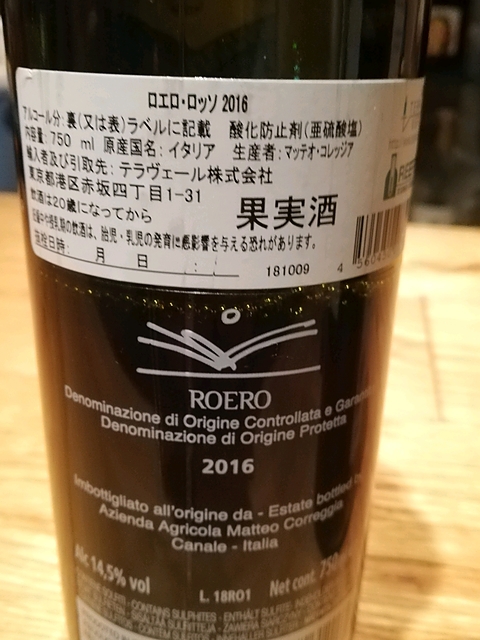 ロエロ・ロッソ 2016
アルコール分:裏(又は表)ラベルに記載 酸化防止剤(亜硫酸塩)
内容量: 750 ml 原産国名: イタリア 生産者: マッテオ・コレッジア
輸入者及び引取先: テラヴェール株式会社
東京都港区赤坂四丁目1-31
飲酒は20歳になってから
果実酒
妊娠中や授乳期の飲酒は、胎児・乳児の発育に悪影響を与える恐れがあります。
抜栓日時: 月 日 :
181009
ROERO
Denominazione di Origine Controllata e
Denominazione di Origine Protetta
2016
Imbottigliato all'origine da - Estate bottled
Azienda Agricola Matteo Correggia
Canale - Italia
Alc 14,5% vol L. 18R01 Net cont.
CONTAINS SULPHITES - ENTHÄLT SULFITE